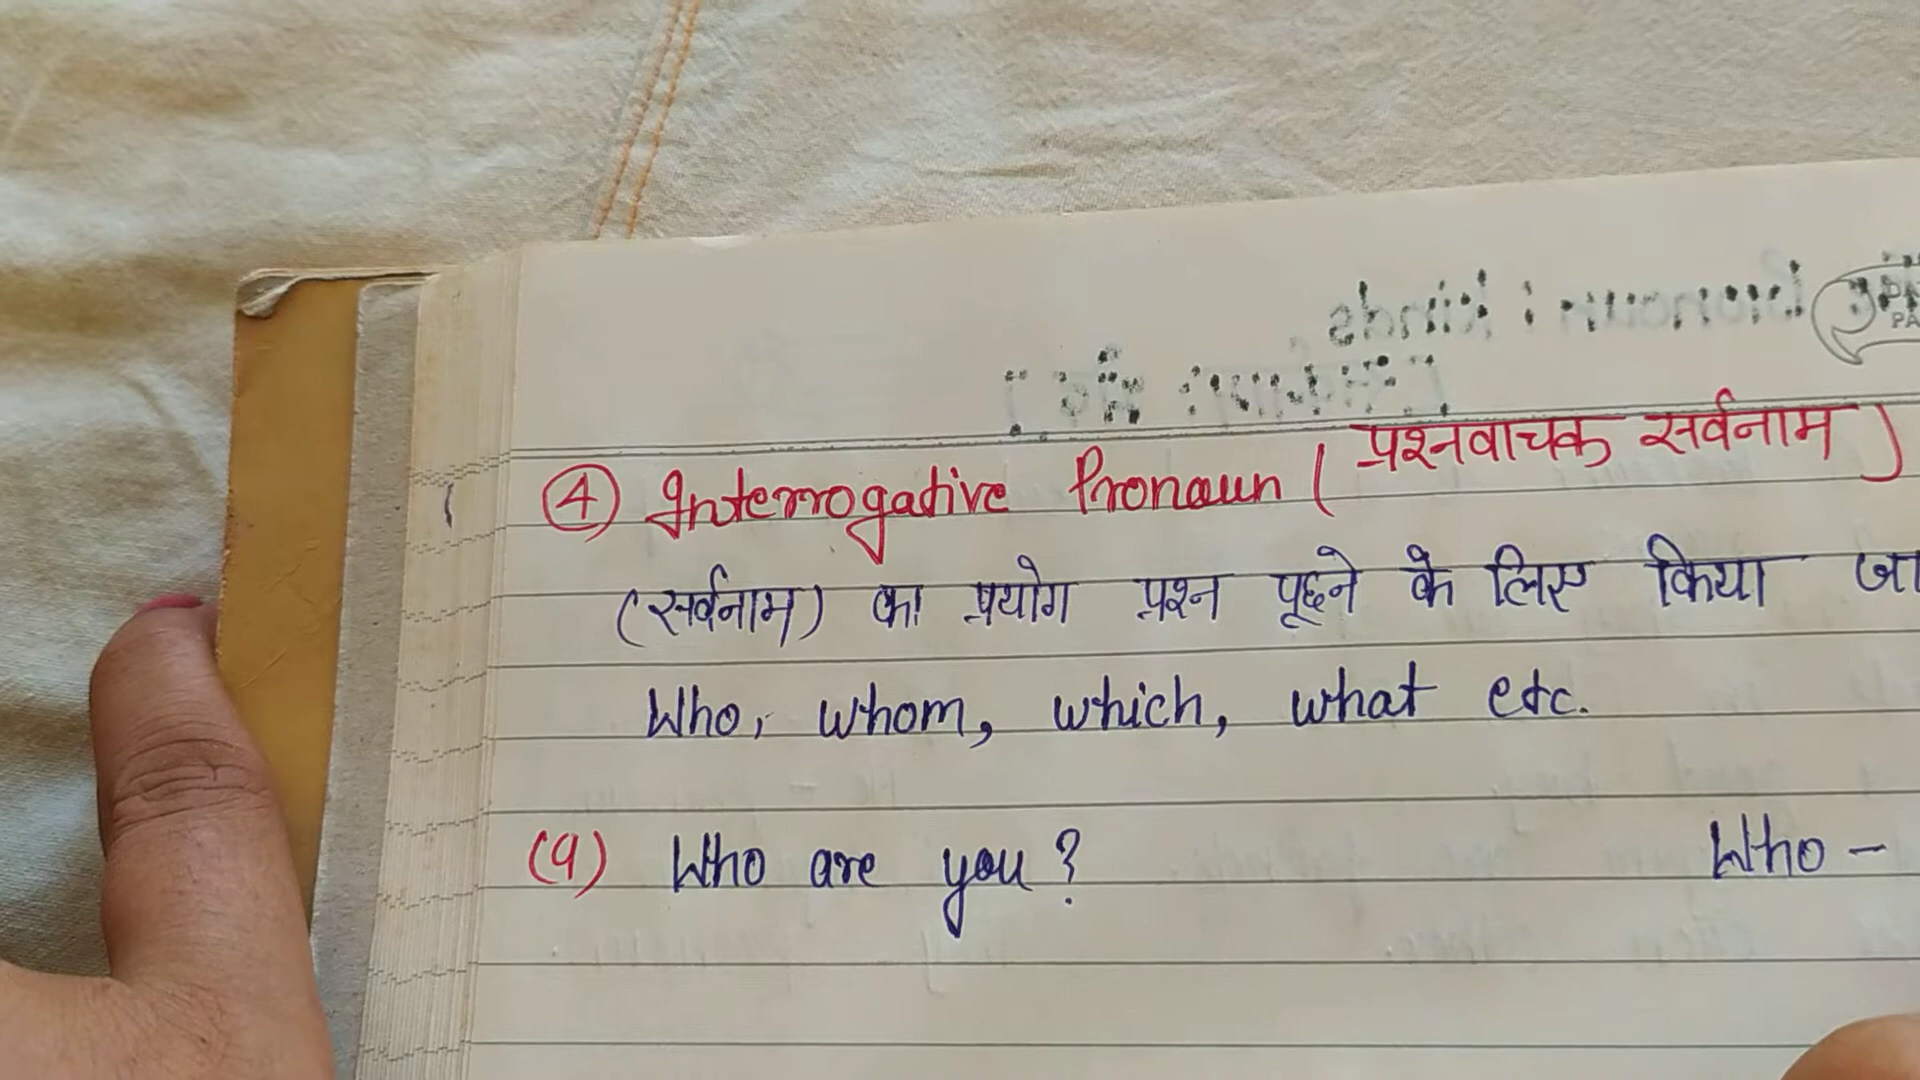 ④ Interrogative Pronoun ( प्रश्नवाचक सर्वनाम )
(सर्वनाम) का प्रयोग प्रश्न पूछने के लिए किया जा
Who, whom, which, what etc.
(9) Who are you? Who –